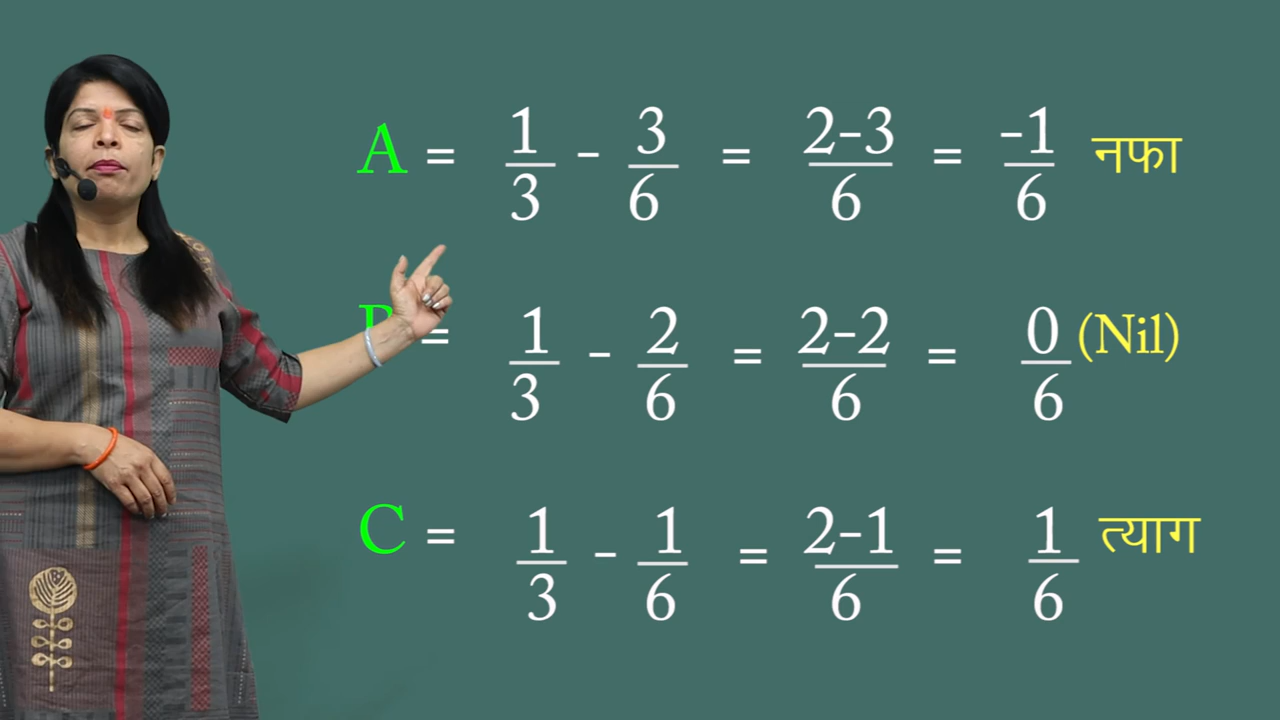 A = 1/3 - 3/6 = 2-3/6 = -1/6 नफा
B = 1/3 - 2/6 = 2-2/6 = 0/6 (Nil)
C = 1/3 - 1/6 = 2-1/6 = 1/6 त्याग